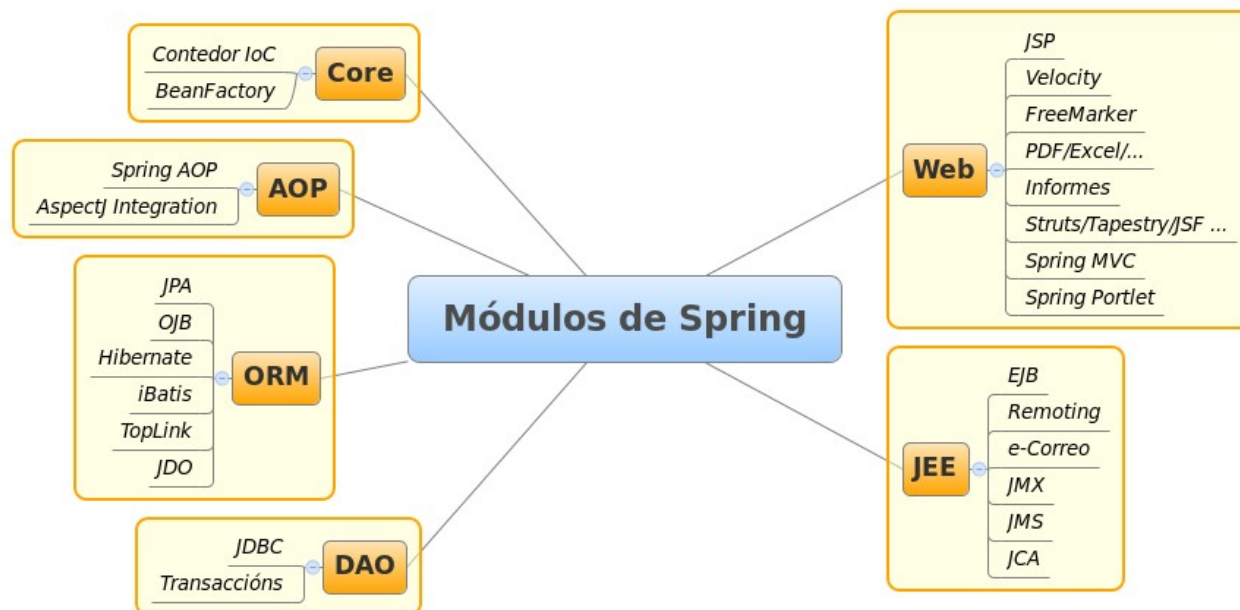 Módulos de Spring
Core
Contedor IoC
BeanFactory
AOP
Spring AOP
AspectJ Integration
ORM
JPA
OJB
Hibernate
iBatis
TopLink
JDO
DAO
JDBC
Transaccións
Web
JSP
Velocity
FreeMarker
PDF/Excel/...
Informes
Struts/Tapestry/JSF ...
Spring MVC
Spring Portlet
JEE
EJB
Remoting
e-Correo
JMX
JMS
JCA